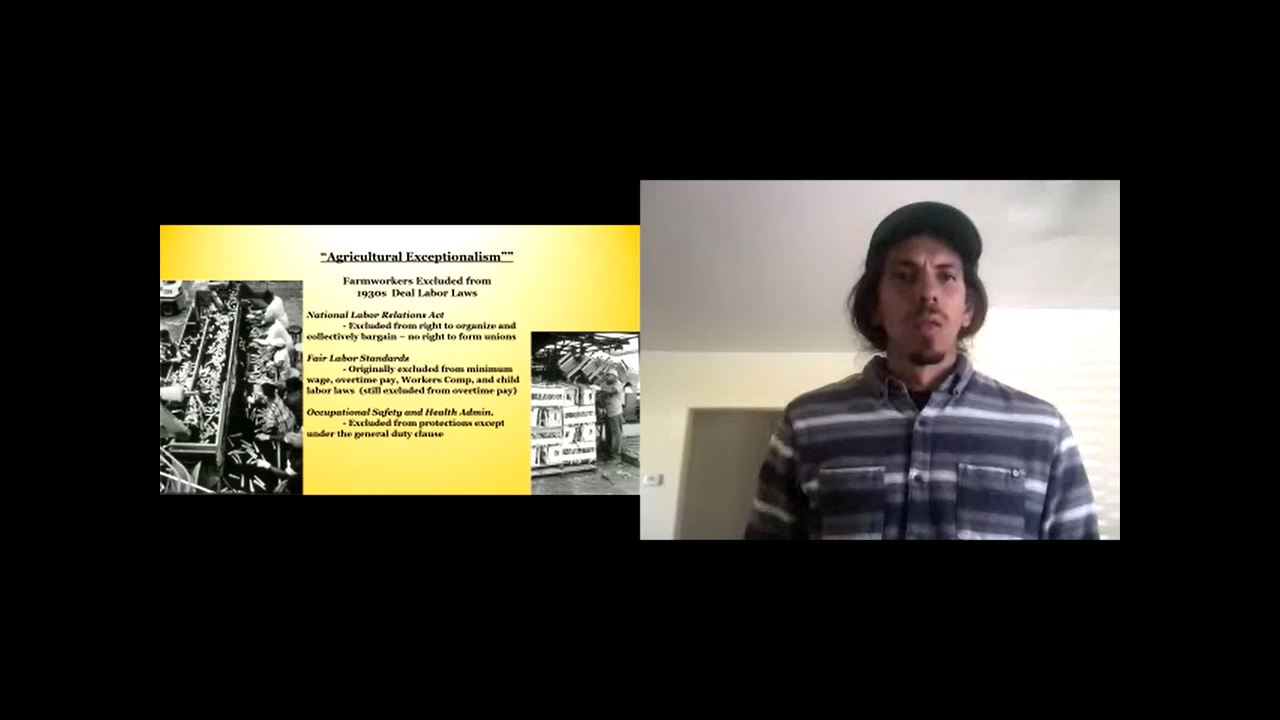 “Agricultural Exceptionalism””
Farmworkers Excluded from
1930s Deal Labor Laws
National Labor Relations Act
- Excluded from right to organize and
collectively bargain – no right to form unions
Fair Labor Standards
- Originally excluded from minimum
wage, overtime pay, Workers Comp, and child
labor laws (still excluded from overtime pay)
Occupational Safety and Health Admin.
- Excluded from protections except
under the general duty clause